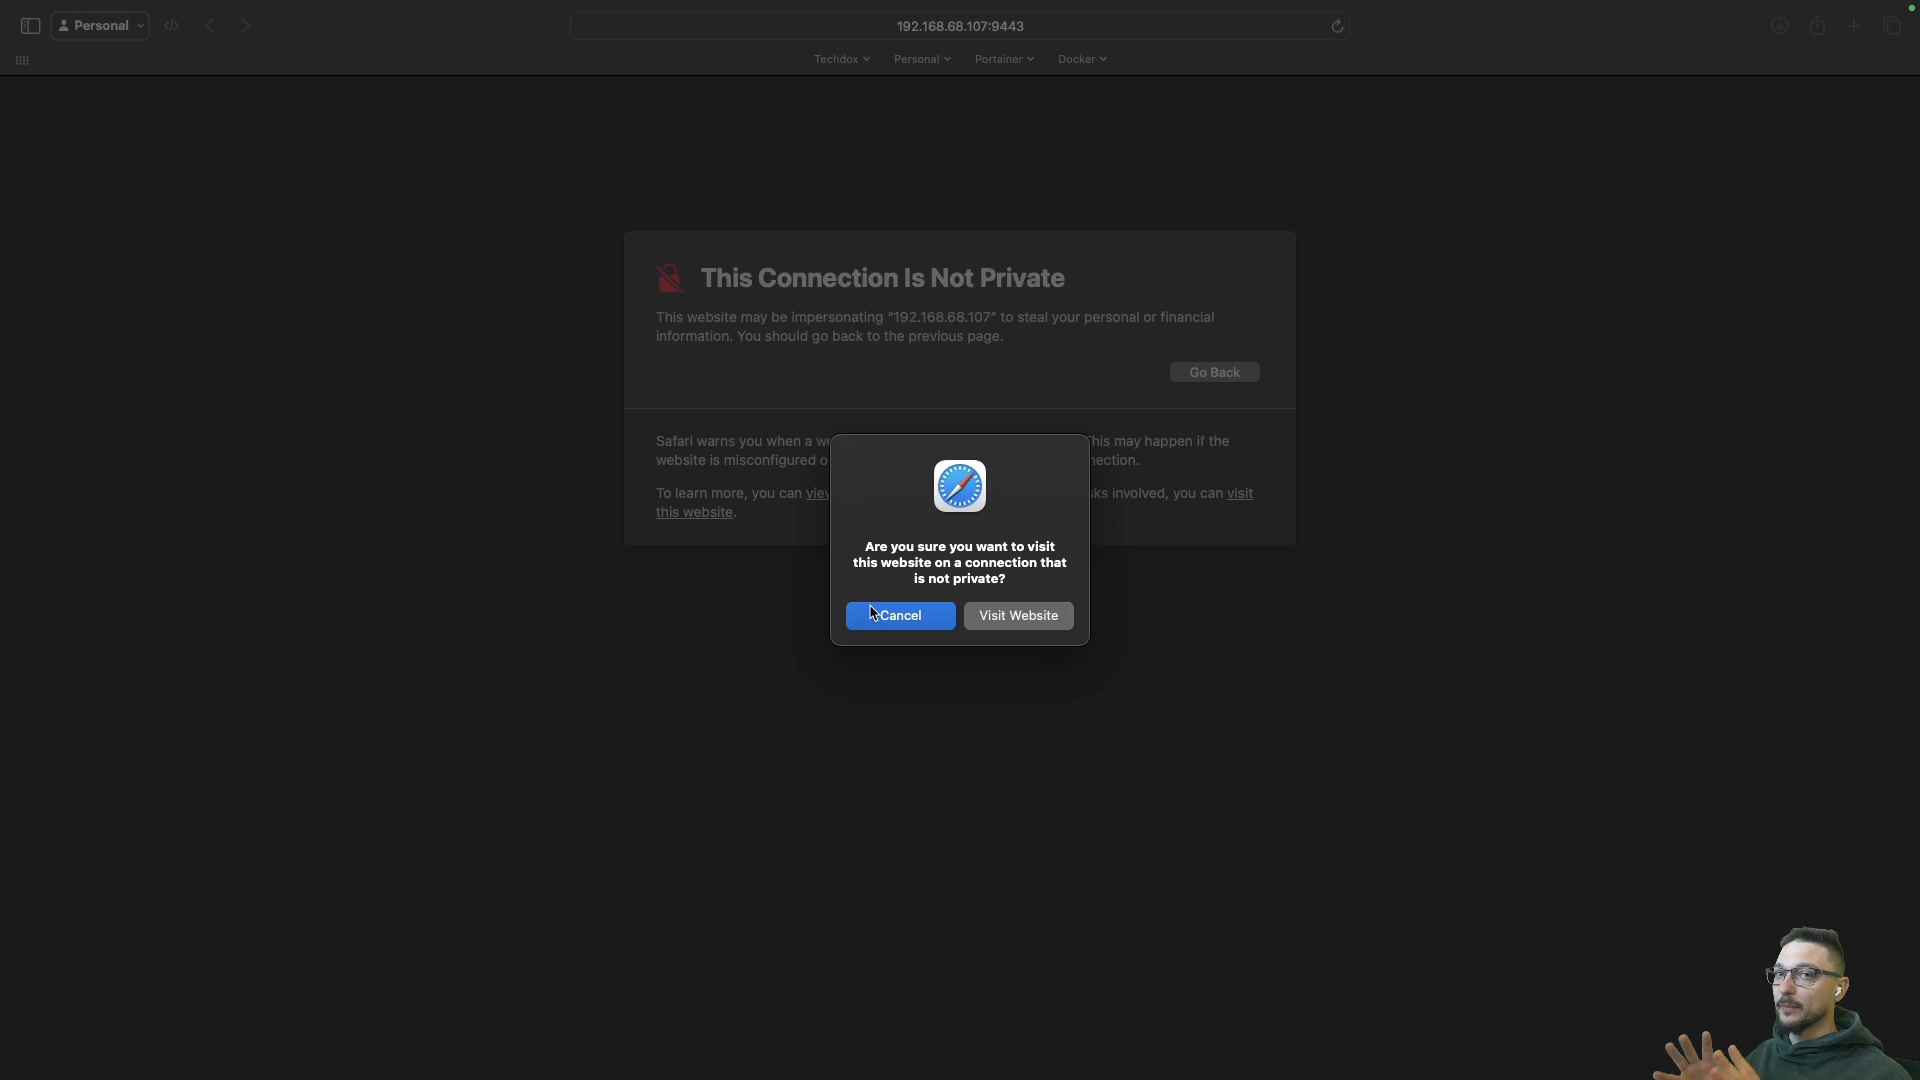 Personal
192.168.68.107:9443
Techdox Personal Portainer Docker
This Connection Is Not Private
This website may be impersonating "192.168.68.107" to steal your personal or financial
information. You should go back to the previous page.
Go Back
Safari warns you when a
This may happen if the
website is misconfigured
To learn more, you can
involved, you can visit
this website.
Are you sure you want to visit
this website on a connection that
is not private?
Cancel
Visit Website